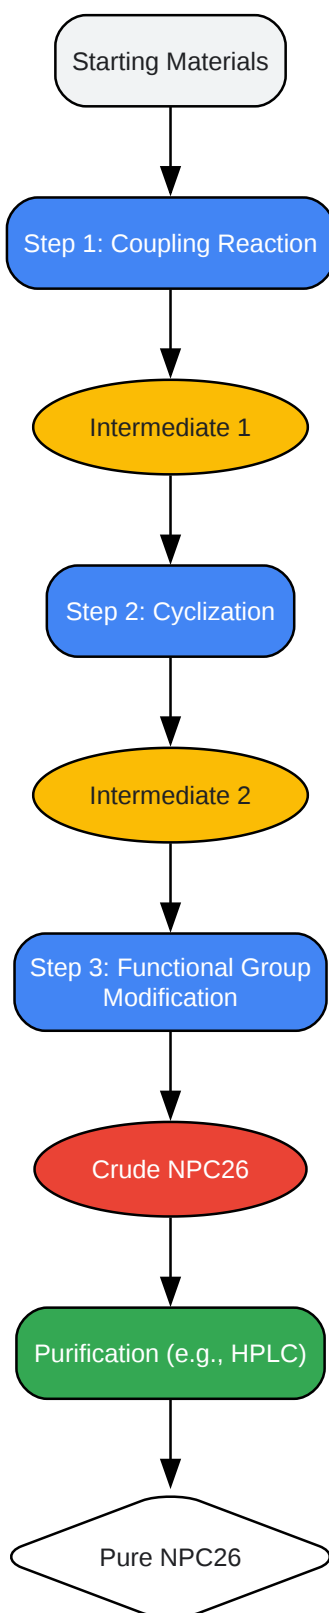 Starting Materials
Step 1: Coupling Reaction
Intermediate 1
Step 2: Cyclization
Intermediate 2
Step 3: Functional Group
Modification
Crude NPC26
Purification (e.g., HPLC)
Pure NPC26